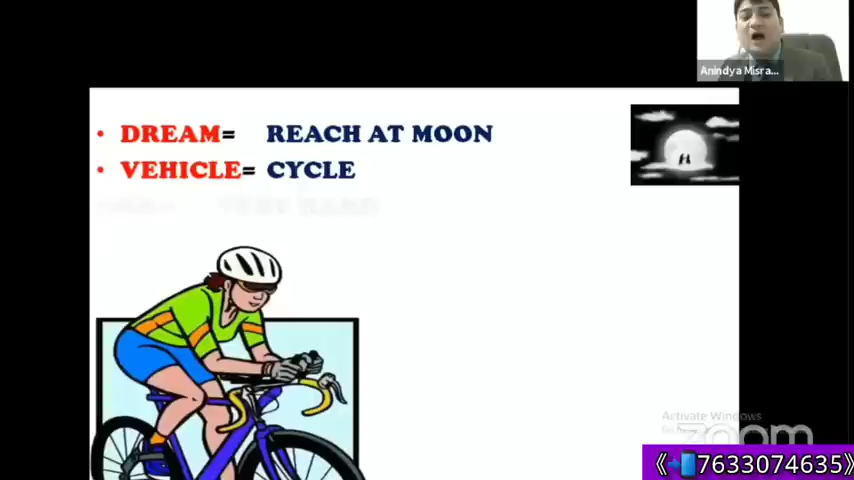 Anindya Misra...
• DREAM= REACH AT MOON
• VEHICLE= CYCLE
Activate Windows
zoom
《📲7633074635》